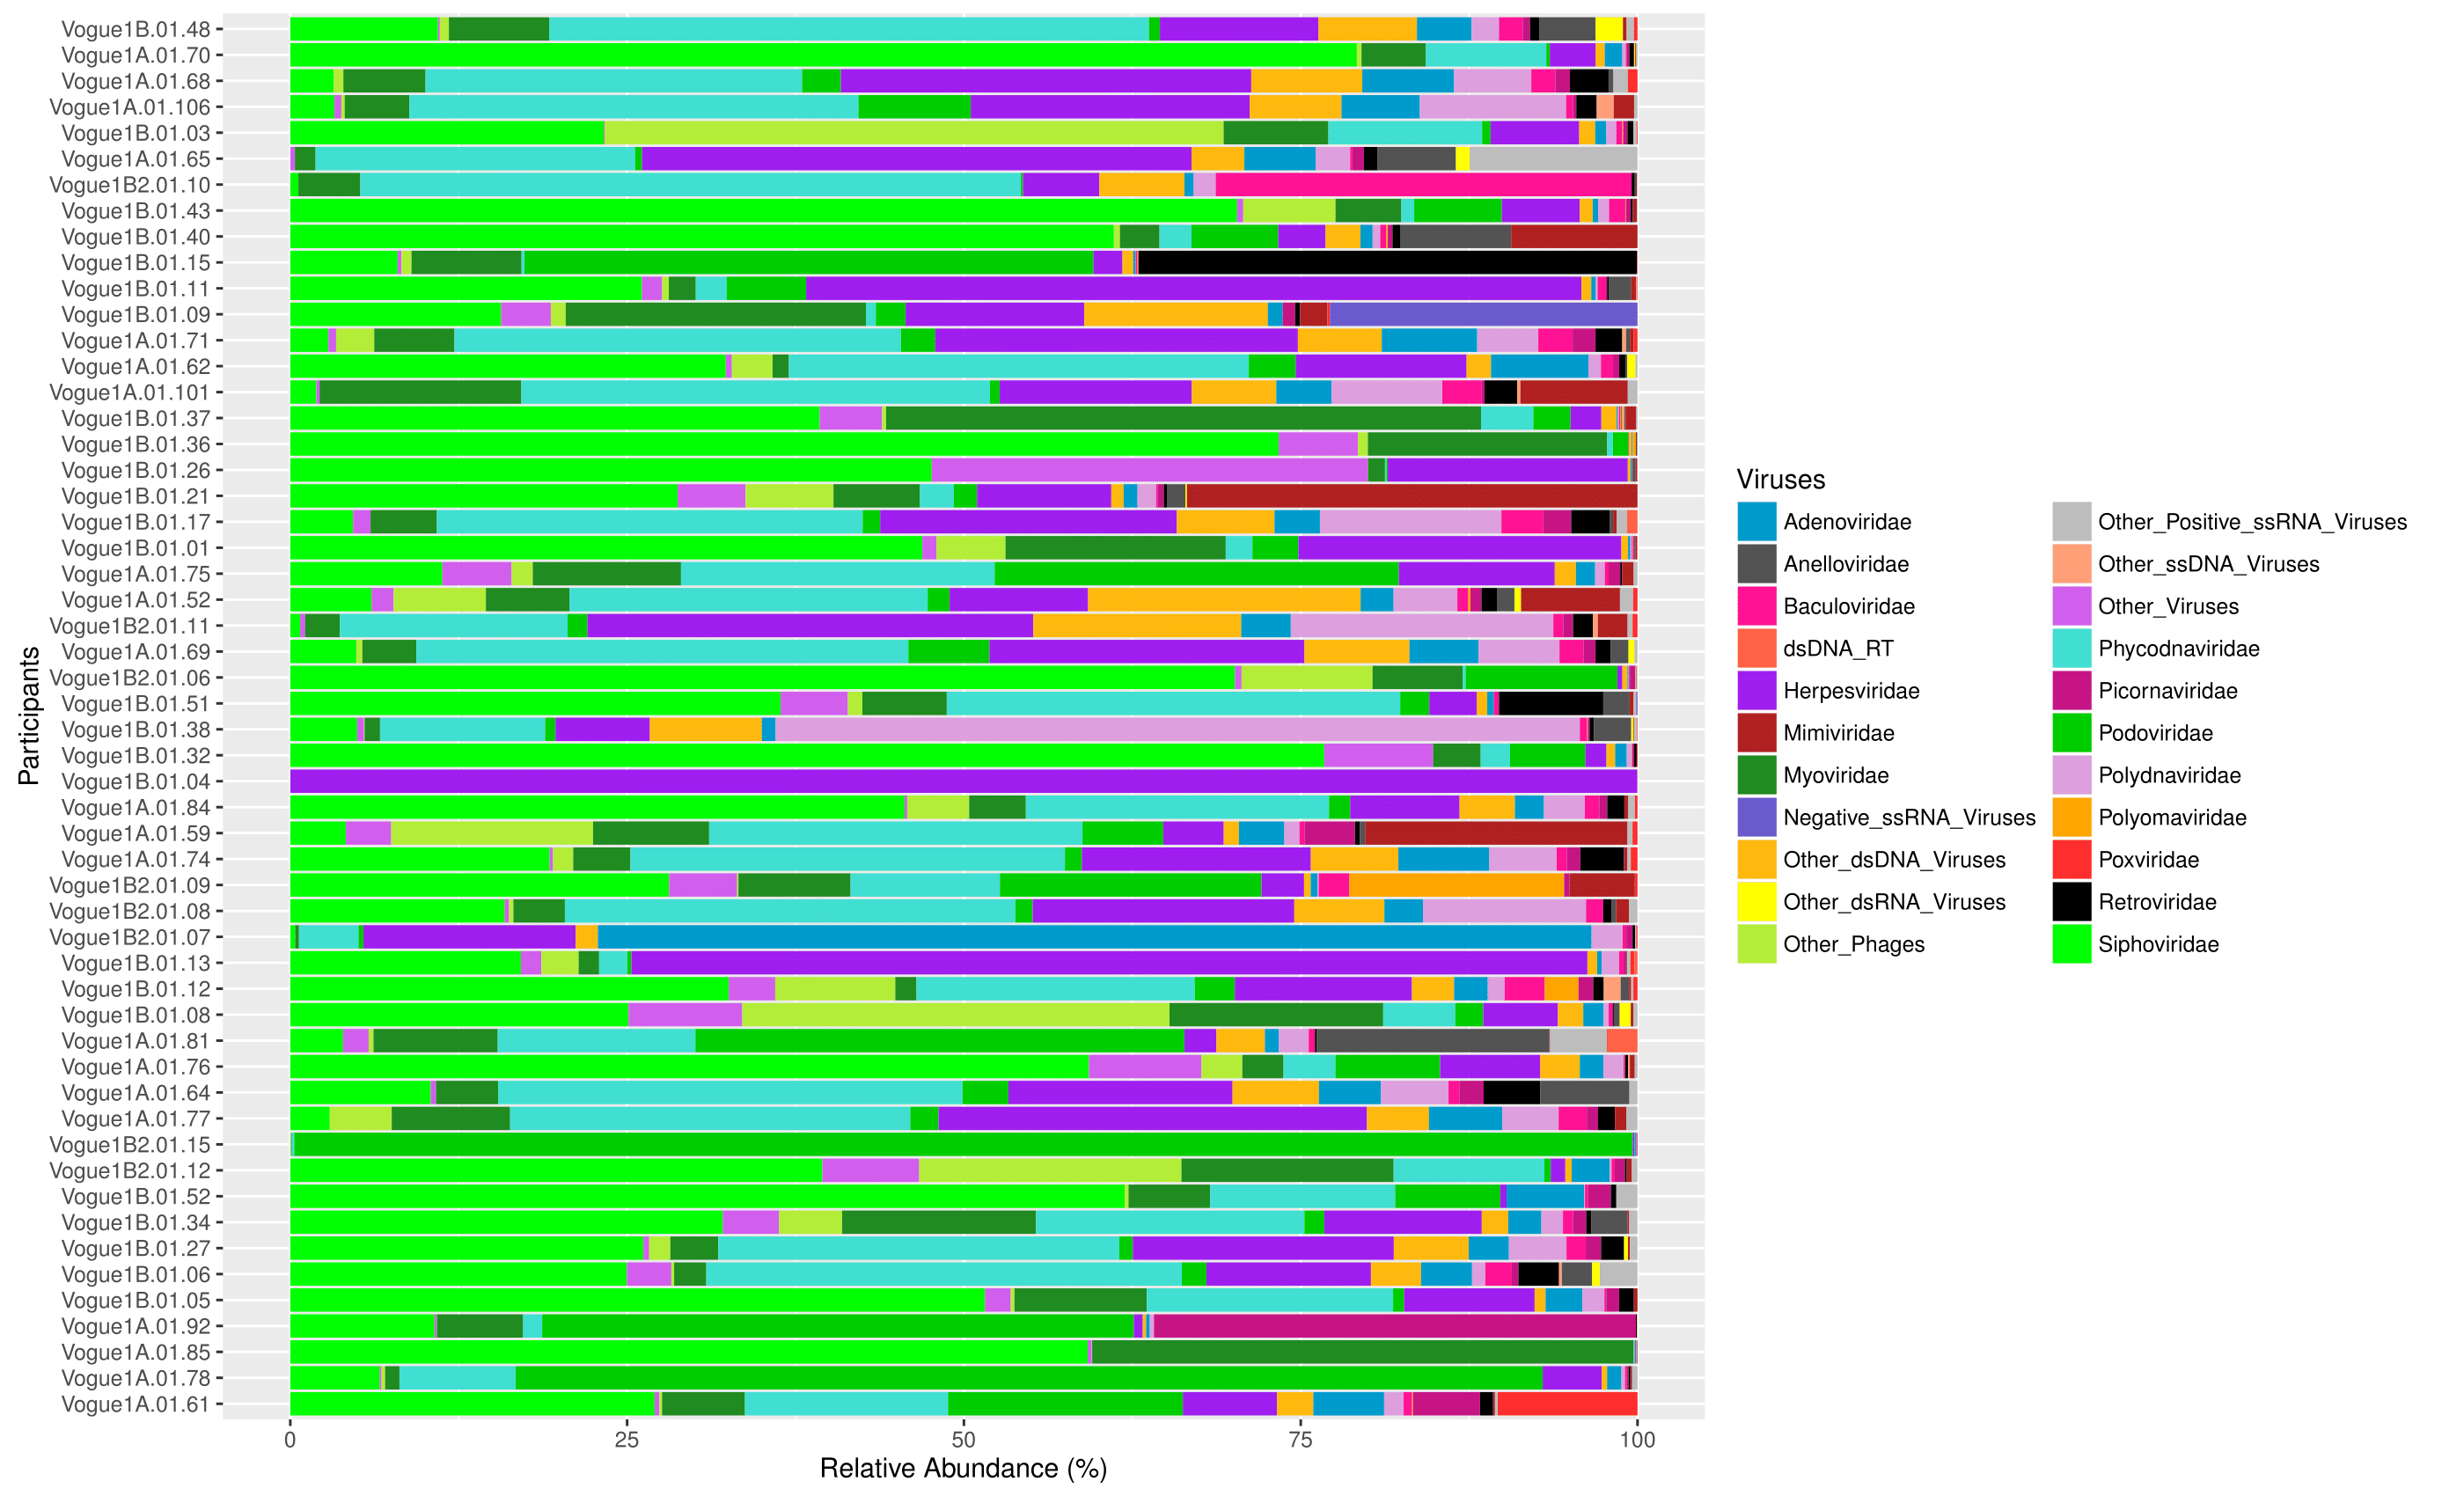 Vogue1B.01.48
Vogue1A.01.70
Vogue1A.01.68
Vogue1A.01.106
Vogue1B.01.03
Vogue1A.01.65
Vogue1B2.01.10
Vogue1B.01.43
Vogue1B.01.40
Vogue1B.01.15
Vogue1B.01.11
Vogue1B.01.09
Vogue1A.01.71
Vogue1A.01.62
Vogue1A.01.101
Vogue1B.01.37
Vogue1B.01.36
Vogue1B.01.26
Vogue1B.01.21
Vogue1B.01.17
Vogue1B.01.01
Vogue1A.01.75
Vogue1A.01.52
Vogue1B2.01.11
Vogue1A.01.69
Vogue1B2.01.06
Vogue1B.01.51
Vogue1B.01.38
Vogue1B.01.32
Vogue1B.01.04
Vogue1A.01.84
Vogue1A.01.59
Vogue1A.01.74
Vogue1B2.01.09
Vogue1B2.01.08
Vogue1B2.01.07
Vogue1B.01.13
Vogue1B.01.12
Vogue1B.01.08
Vogue1A.01.81
Vogue1A.01.76
Vogue1A.01.64
Vogue1A.01.77
Vogue1B2.01.15
Vogue1B2.01.12
Vogue1B.01.52
Vogue1B.01.34
Vogue1B.01.27
Vogue1B.01.06
Vogue1B.01.05
Vogue1A.01.92
Vogue1A.01.85
Vogue1A.01.78
Vogue1A.01.61
Participants
0 25 50 75 100
Relative Abundance (%)
Viruses
Adenoviridae
Anelloviridae
Baculoviridae
dsDNA_RT
Herpesviridae
Mimiviridae
Myoviridae
Negative_ssRNA_Viruses
Other_dsDNA_Viruses
Other_dsRNA_Viruses
Other_Phages
Other_Positive_ssRNA_Viruses
Other_ssDNA_Viruses
Other_Viruses
Phycodnaviridae
Picornaviridae
Podoviridae
Polydnaviridae
Polyomaviridae
Poxviridae
Retroviridae
Siphoviridae